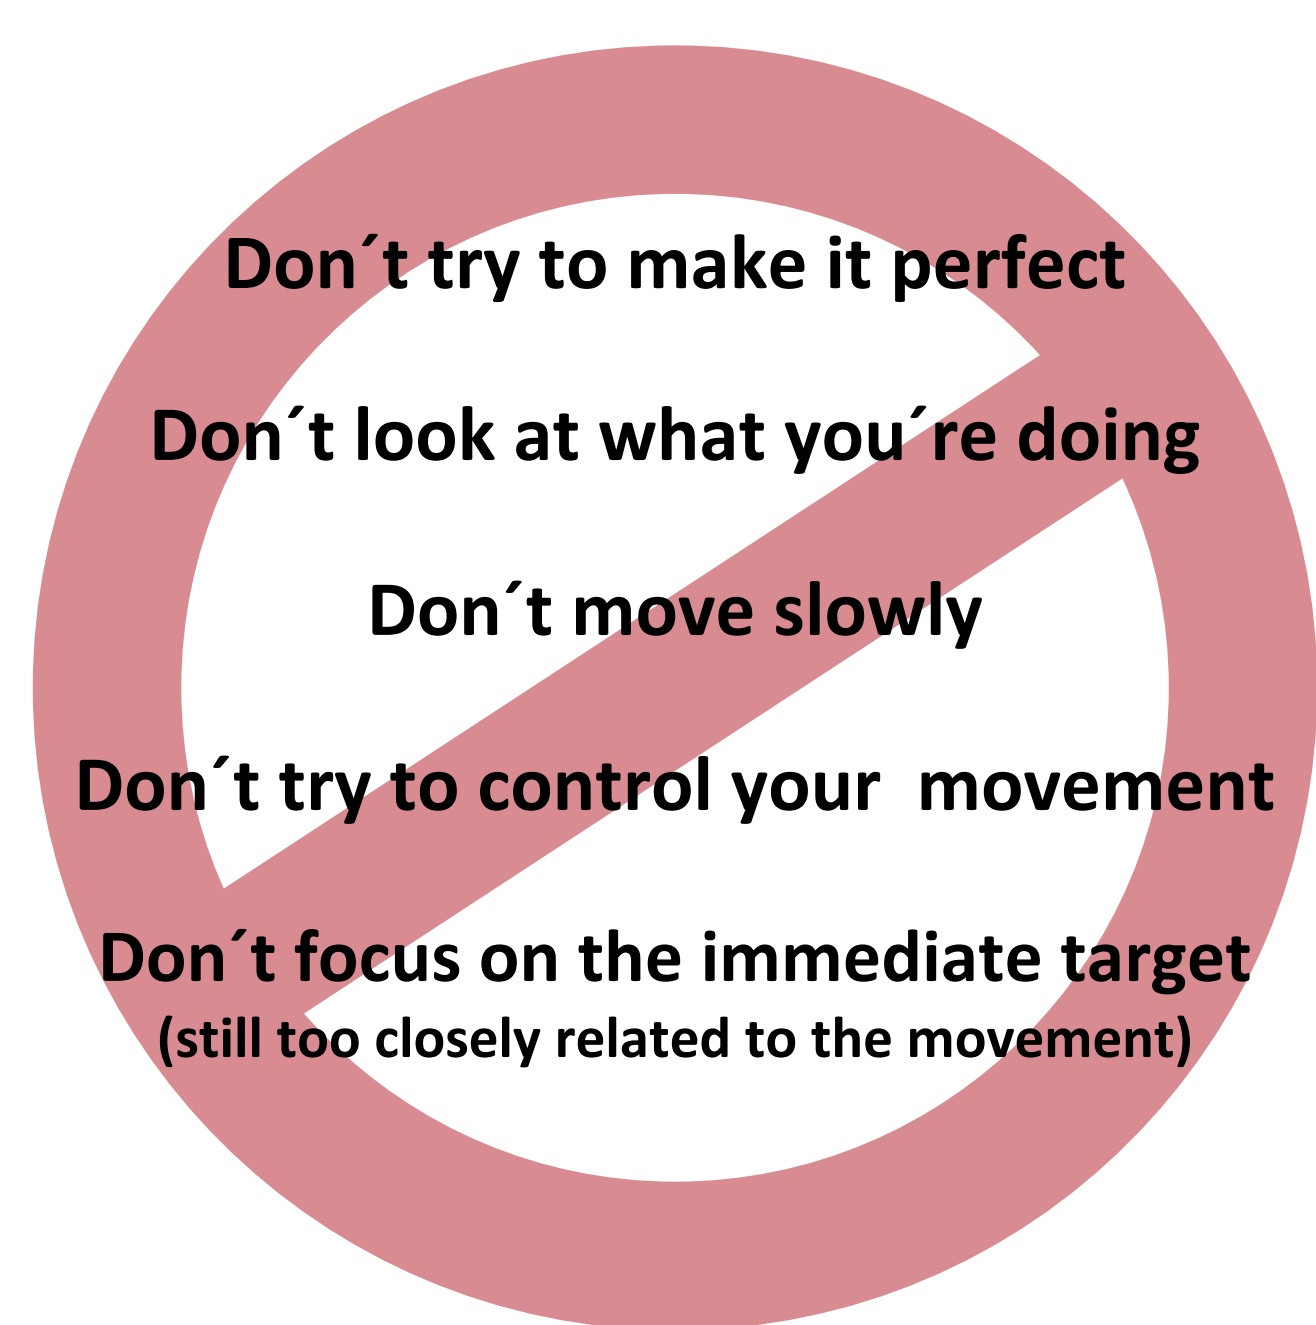 Don´t try to make it perfect
Don´t look at what you´re doing
Don´t move slowly
Don´t try to control your  movement
Don´t focus on the immediate target
(still too closely related to the movement)